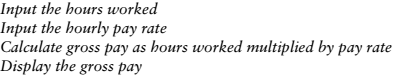 Input the hours worked
Input the hourly pay rate
Calculate gross pay as hours worked multiplied by pay rate
Display the gross pay